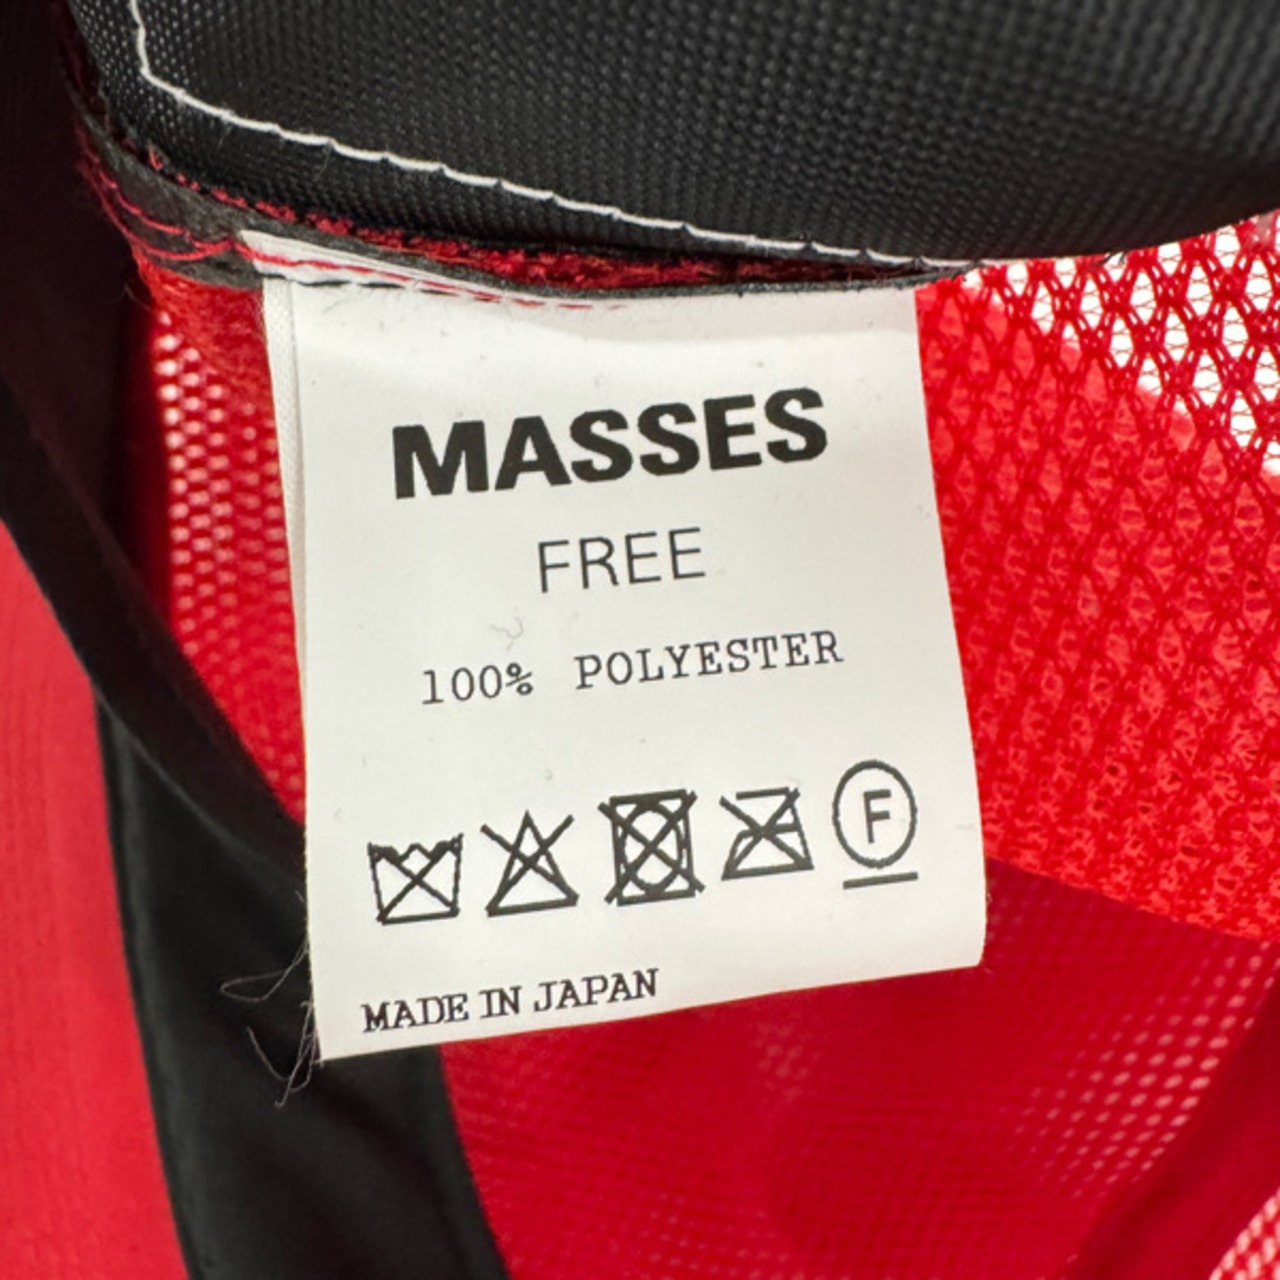 MASSES
FREE
100% POLYESTER
F
MADE IN JAPAN